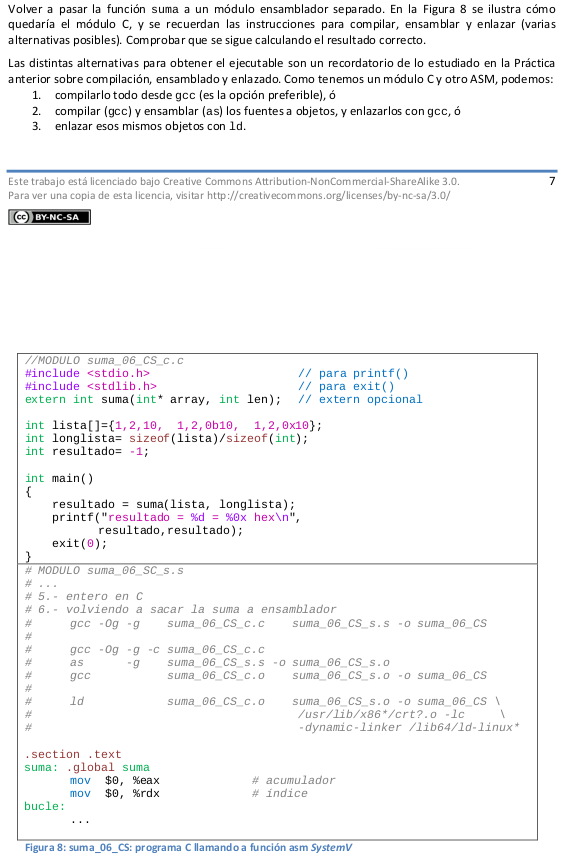 Volver a pasar la función suma a un módulo ensamblador separado. En la Figura 8 se ilustra cómo
quedaría el módulo C, y se recuerdan las instrucciones para compilar, ensamblar y enlazar (varias
alternativas posibles). Comprobar que se sigue calculando el resultado correcto.
Las distintas alternativas para obtener el ejecutable son un recordatorio de lo estudiado en la Práctica
anterior sobre compilación, ensamblado y enlazado. Como tenemos un módulo C y otro ASM, podemos:
1. compilarlo todo desde gcc (es la opción preferible), ó
2. compilar (gcc) y ensamblar (as) los fuentes a objetos, y enlazarlos con gcc, ó
3. enlazar esos mismos objetos con ld.
Este trabajo está licenciado bajo Creative Commons Attribution-NonCommercial-ShareAlike 3.0. 7
Para ver una copia de esta licencia, visitar http://creativecommons.org/licenses/by-nc-sa/3.0/
cc BY-NC-SA
//MODULO suma_06_CS_c.c
#include <stdio.h> // para printf()
#include <stdlib.h> // para exit()
extern int suma(int* array, int len); // extern opcional
int lista[]={1,2,10, 1,2,0b10, 1,2,0x10};
int longlista= sizeof(lista)/sizeof(int);
int resultado= -1;
int main()
{
resultado = suma(lista, longlista);
printf("resultado = %d = %0x hex\n",
resultado,resultado);
exit(0);
}
# MODULO suma_06_SC_s.s
# ...
# 5.- entero en C
# 6.- volviendo a sacar la suma a ensamblador
# gcc -Og -g suma_06_CS_c.c suma_06_CS_s.s -o suma_06_CS
#
# gcc -Og -g -c suma_06_CS_c.c
# as -g suma_06_CS_s.s -o suma_06_CS_s.o
# gcc suma_06_CS_c.o suma_06_CS_s.o -o suma_06_CS
#
# ld suma_06_CS_c.o suma_06_CS_s.o -o suma_06_CS \
# /usr/lib/x86*/crt?.o -lc \
# -dynamic-linker /lib64/ld-linux*
.section .text
suma: .global suma
mov $0, %eax # acumulador
mov $0, %rdx # índice
bucle:
...
Figura 8: suma_06_CS: programa C llamando a función asm SystemV